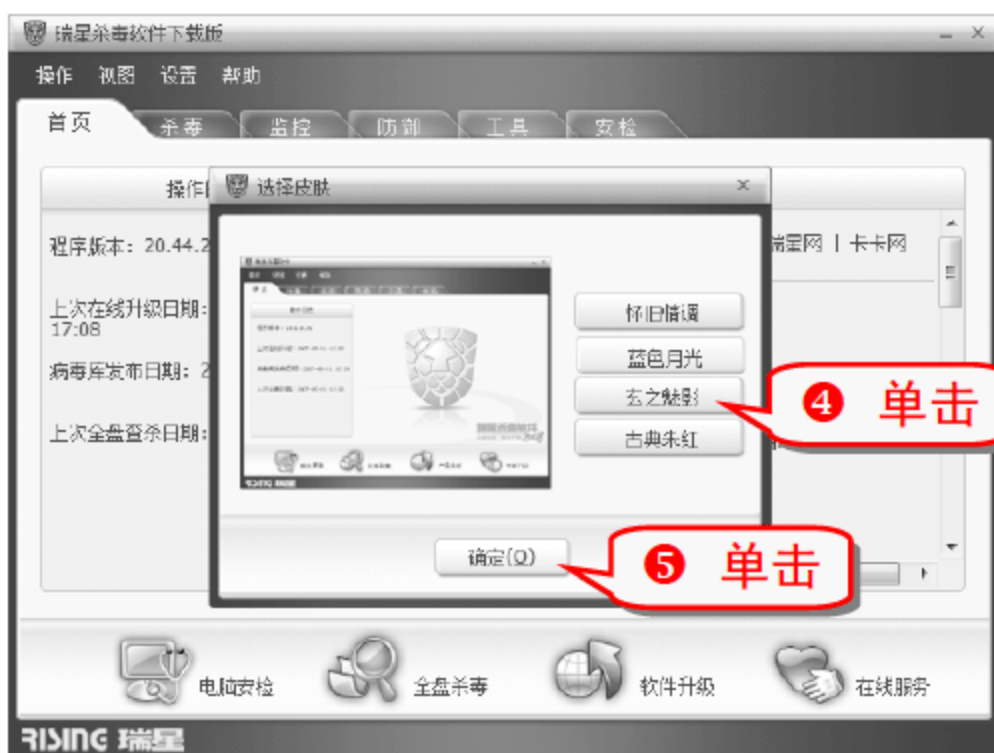 瑞星杀毒软件下载版
操作 视图 设置 帮助
首页 杀毒 监控 防御 工具 安检
操作
选择皮肤
程序版本：20.44.2
瑞星网 | 卡卡网
上次在线升级日期：
17:08
病毒库发布日期：2
上次全盘查杀日期：
怀旧情调
蓝色月光
玄之魅影
古典朱红
❹ 单击
确定(O)
❺ 单击
电脑安检 全盘杀毒 软件升级 在线服务
RISING 瑞星